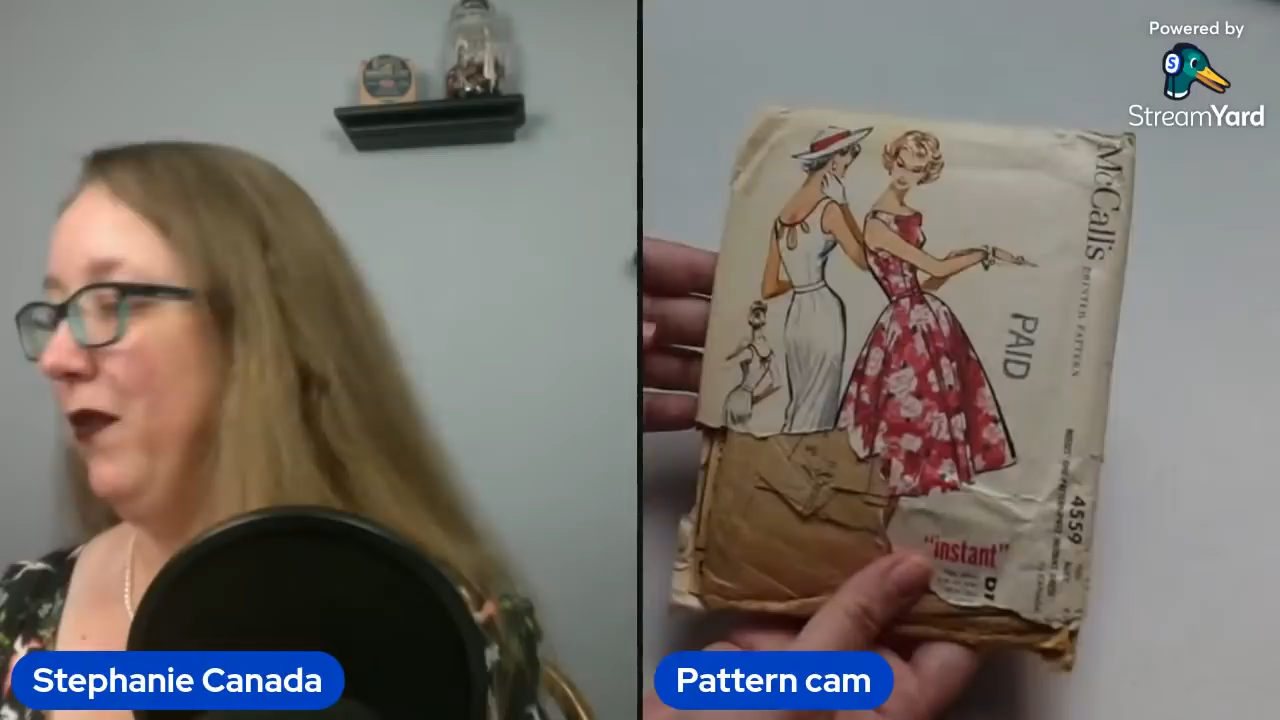 Powered by
StreamYard
McCall's
PRINTED PATTERN
PAID
4559
"instant"
Stephanie Canada
Pattern cam